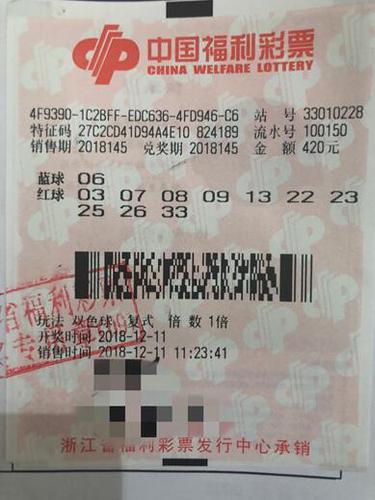 中国福利彩票
CHINA WELFARE LOTTERY
4F9390-1C2BFF-EDC636-4FD946-C6 站 号 33010228
特征码 27C2CD41D94A4E10 824189 流水号 100150
销售期 2018145 兑奖期 2018145 金 额 420元
蓝球 06
红球 03 07 08 09 13 22 23
25 26 33
省福利彩
玩法 双色球 复式 倍 数 1倍
开奖时间 2018-12-11
销售时间 2018-12-11 11:23:41
浙江省福利彩票发行中心承销